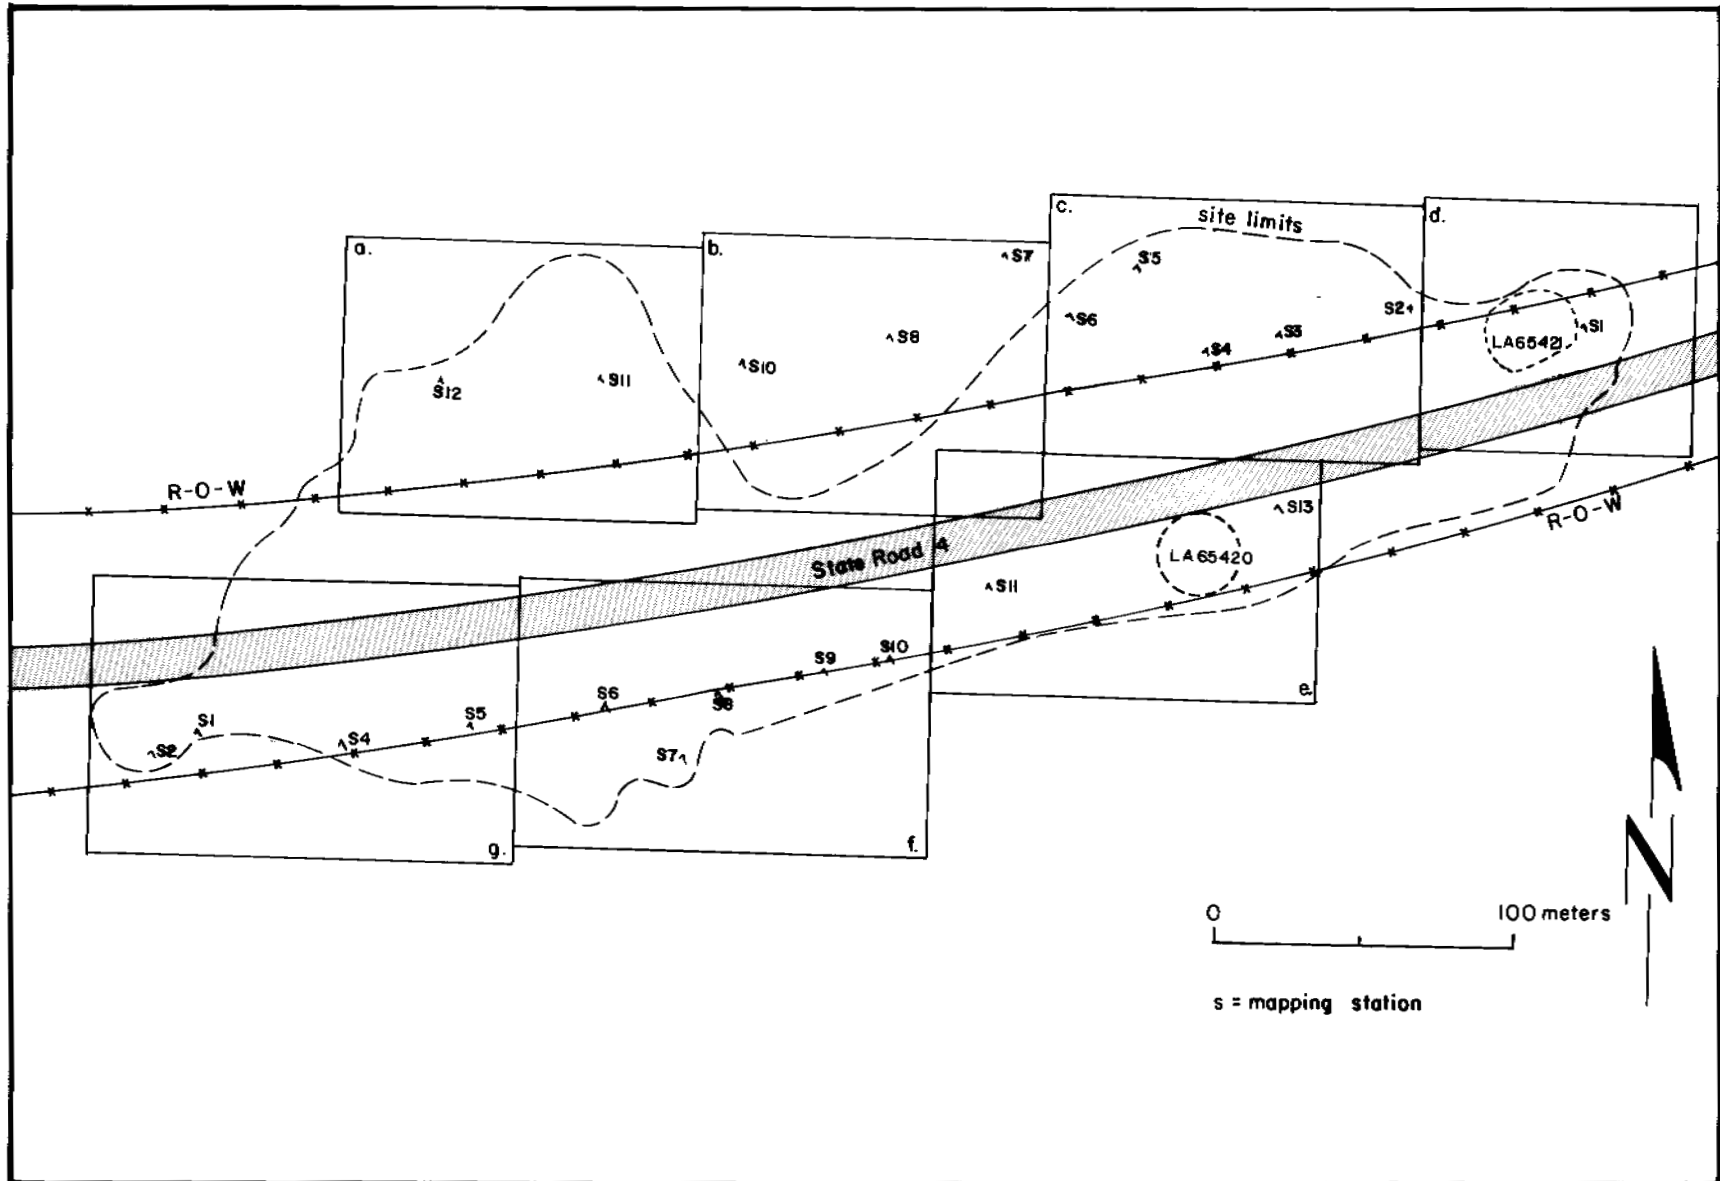 c.
d.
site limits
a.
b.
S7
S5
S2
S6
S3
S1
S8
S4
LA65421
S10
S11
S12
R-O-W
S13
R-O-W
State Road 4
LA65420
S11
S10
S9
e.
S6
S8
S5
S1
S4
S2
S7
g.
f.
N
0
100 meters
s = mapping station